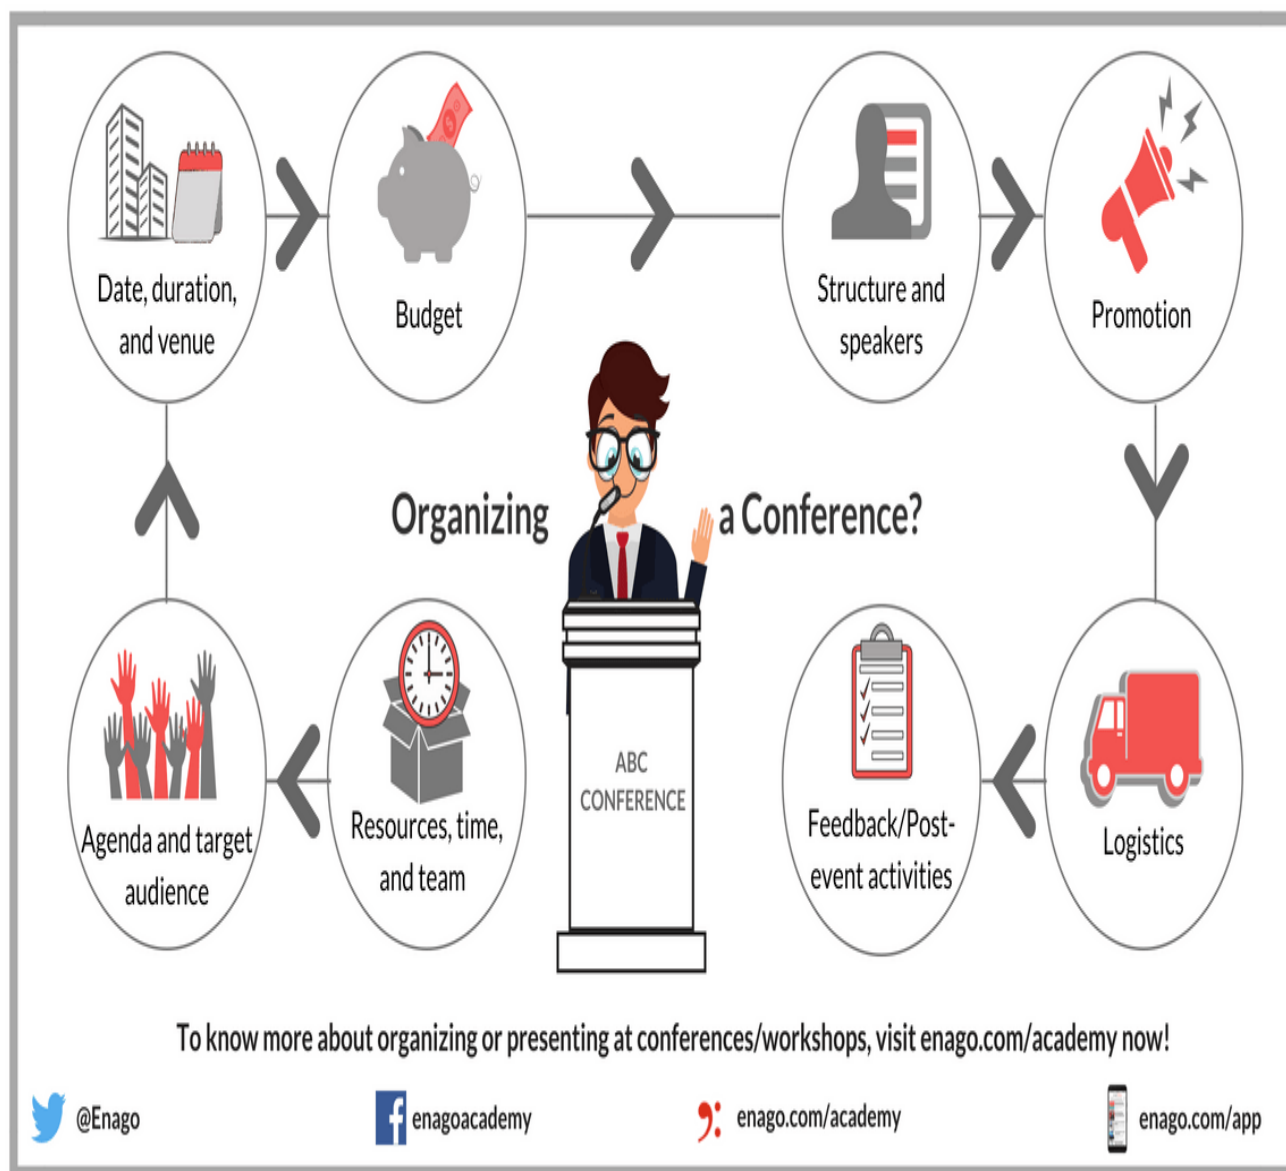 Date, duration,
and venue
Budget
Structure and
speakers
Promotion
Organizing a Conference?
Agenda and target
audience
Resources, time,
and team
ABC
CONFERENCE
Feedback/Post-
event activities
Logistics
To know more about organizing or presenting at conferences/workshops, visit enago.com/academy now!
@Enago
enagoacademy
enago.com/academy
enago.com/app